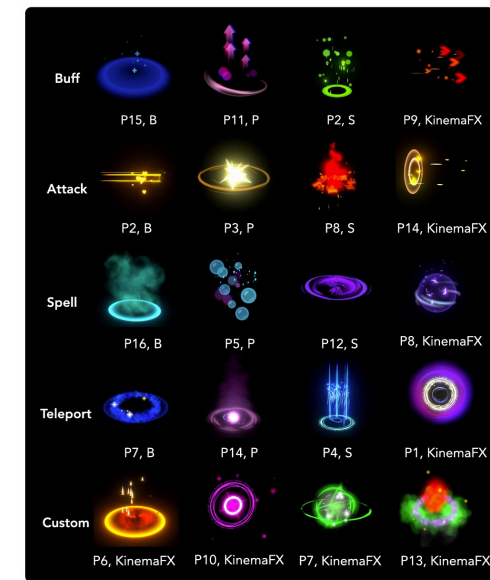 Buff
P15, B
P11, P
P2, S
P9, KinemaFX
Attack
P2, B
P3, P
P8, S
P14, KinemaFX
Spell
P16, B
P5, P
P12, S
P8, KinemaFX
Teleport
P7, B
P14, P
P4, S
P1, KinemaFX
Custom
P6, KinemaFX
P10, KinemaFX
P7, KinemaFX
P13, KinemaFX